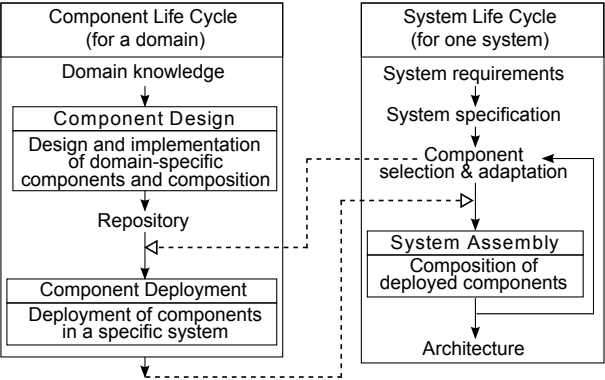 Component Life Cycle
(for a domain)
Domain knowledge
Component Design
Design and implementation
of domain-specific
components and composition
Repository
Component Deployment
Deployment of components
in a specific system
System Life Cycle
(for one system)
System requirements
System specification
Component
selection & adaptation
System Assembly
Composition of
deployed components
Architecture